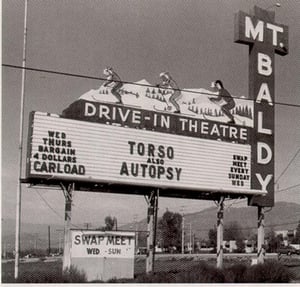 MT.
BALDY
DRIVE-IN THEATRE
WED
THURS
BARGAIN
4 DOLLARS
CARLOAD
TORSO
ALSO
AUTOPSY
SWAP
MEET
EVERY
SUNDAY
WED
SWAP MEET
WED - SUN